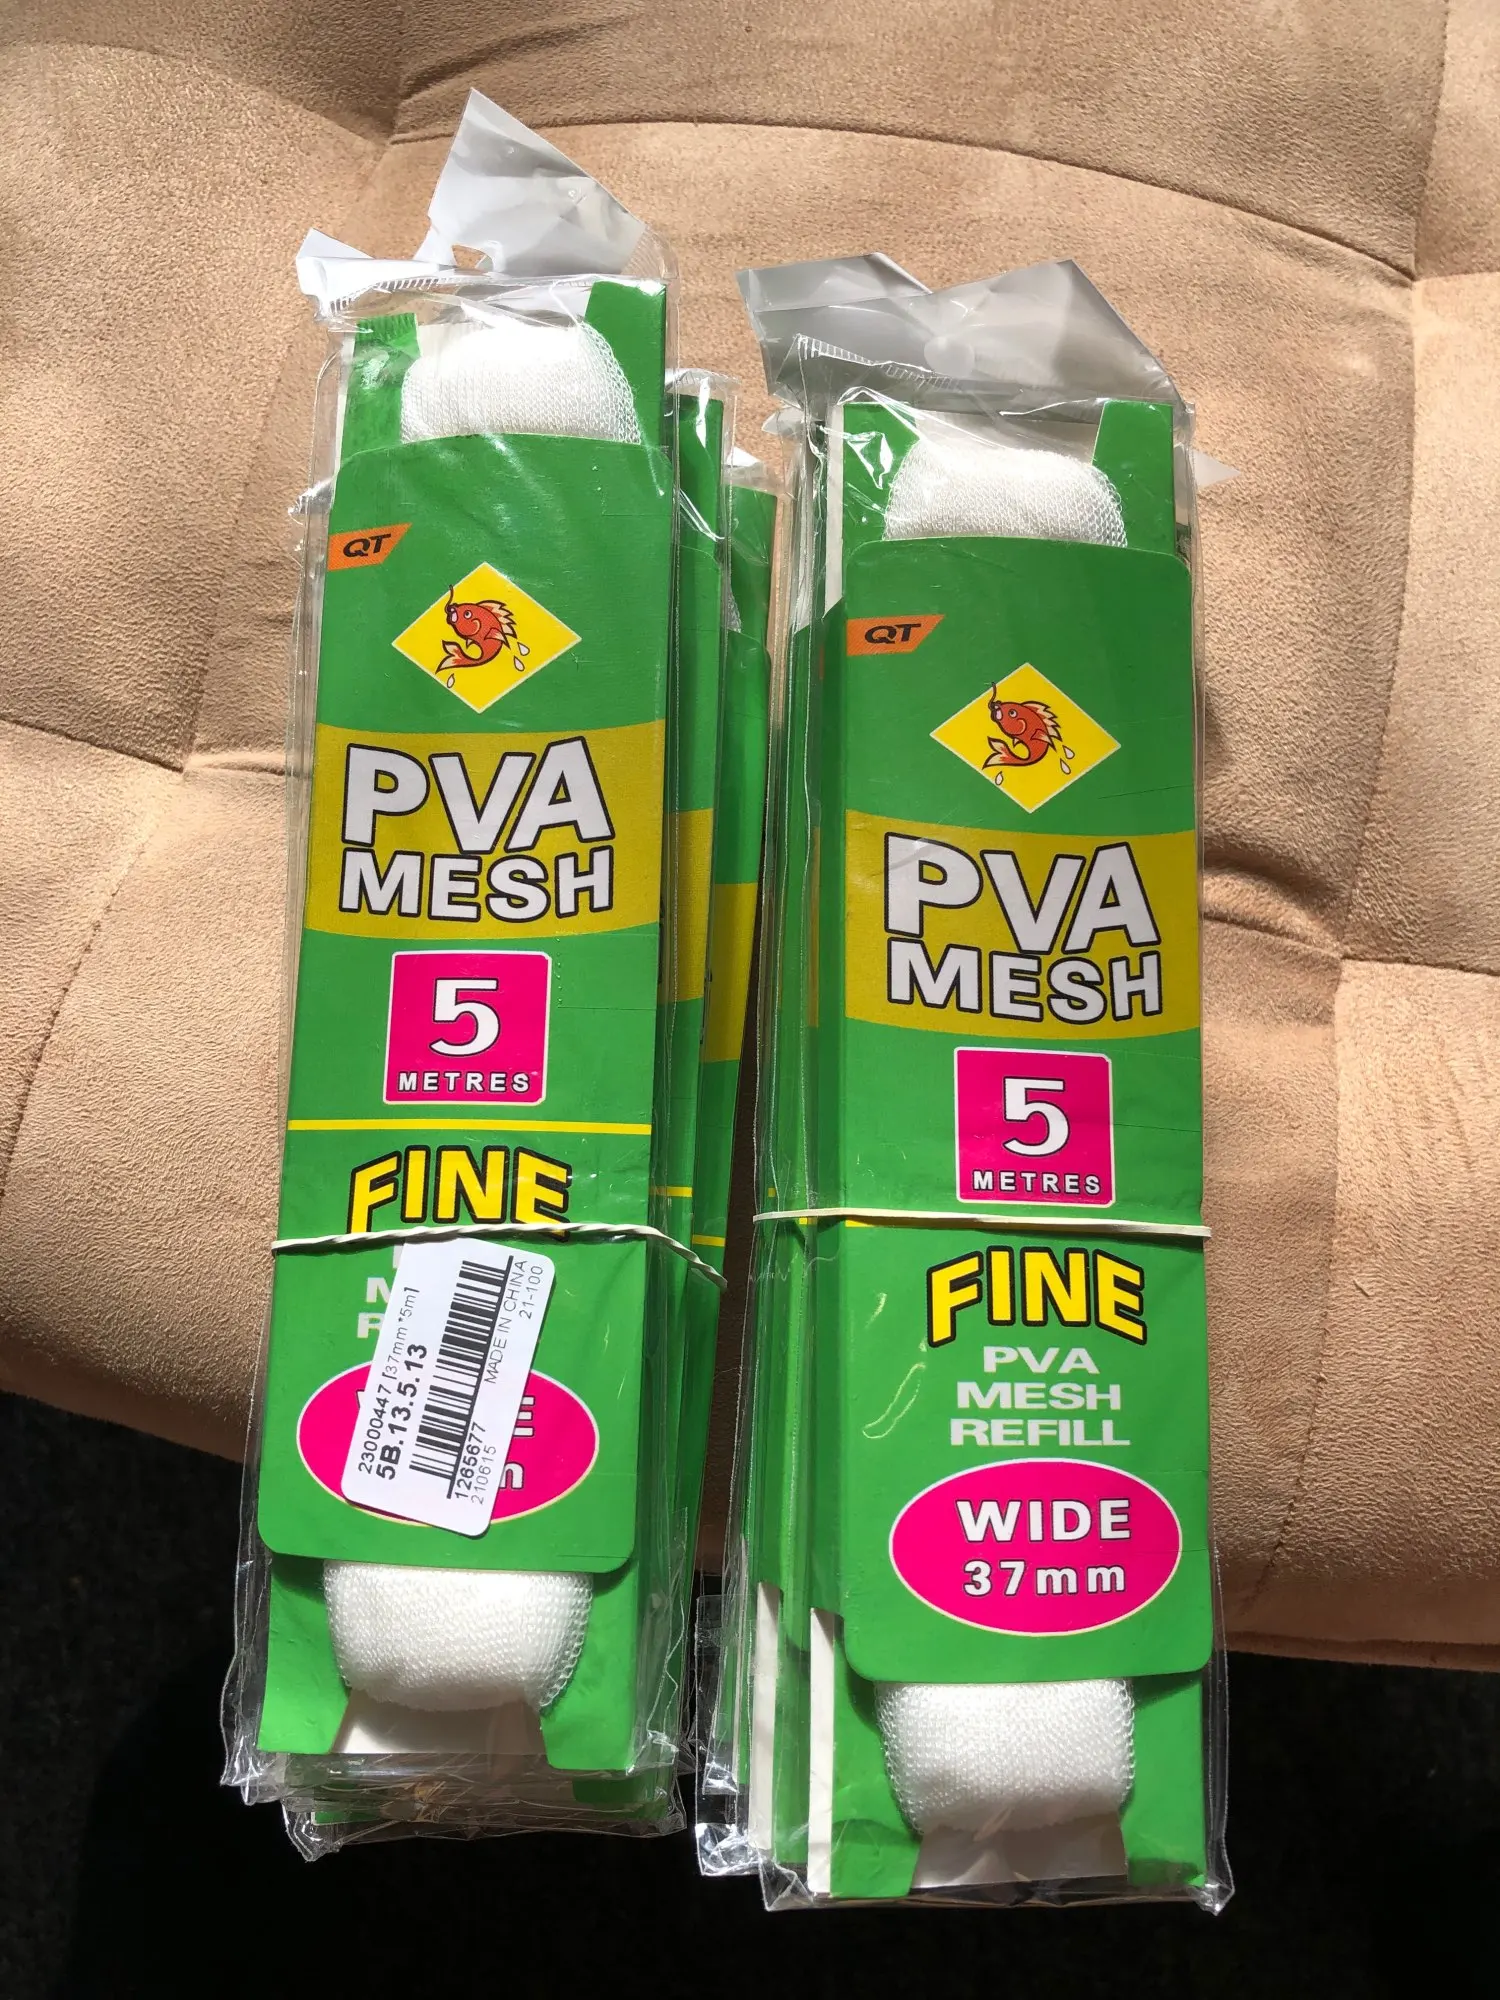 QT
PVA
MESH
5
METRES
FINE
23000447 [37mm*5m]
5B.13.5.13
1265677
210615
MADE IN CHINA
21-100
QT
PVA
MESH
5
METRES
FINE
PVA
MESH
REFILL
WIDE
37mm